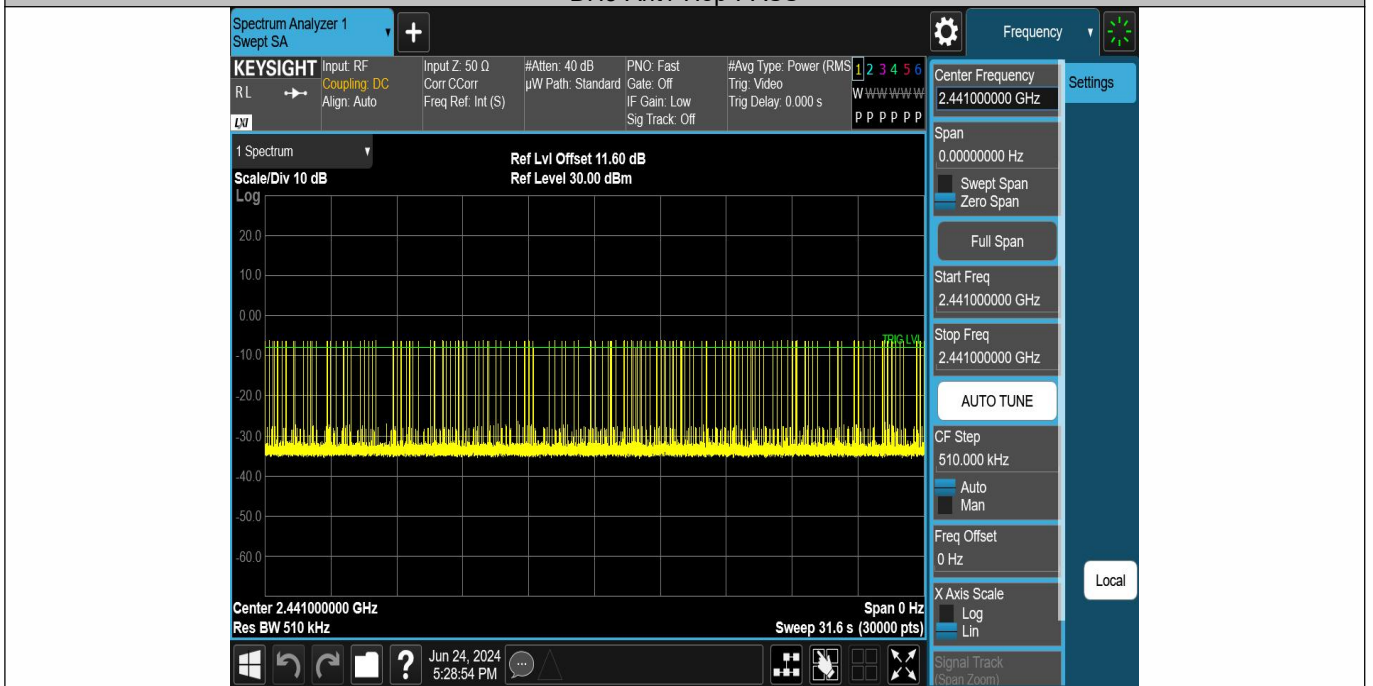 Spectrum Analyzer 1
Swept SA
+
Frequency
KEYSIGHT
RL
LXI
Input: RF
Coupling: DC
Align: Auto
Input Z: 50 Ω
Corr CCorr
Freq Ref: Int (S)
#Atten: 40 dB
µW Path: Standard
PNO: Fast
Gate: Off
IF Gain: Low
Sig Track: Off
#Avg Type: Power (RMS
Trig: Video
Trig Delay: 0.000 s
1 2 3 4 5 6
W W W W W W
P P P P P P
Center Frequency
2.441000000 GHz
Settings
1 Spectrum
Scale/Div 10 dB
Ref Lvl Offset 11.60 dB
Ref Level 30.00 dBm
Span
0.00000000 Hz
Swept Span
Zero Span
Log
20.0
10.0
0.00
-10.0
-20.0
-30.0
-40.0
-50.0
-60.0
TRIG LVL
Full Span
Start Freq
2.441000000 GHz
Stop Freq
2.441000000 GHz
AUTO TUNE
CF Step
510.000 kHz
Auto
Man
Freq Offset
0 Hz
Local
X Axis Scale
Log
Lin
Center 2.441000000 GHz
Span 0 Hz
Res BW 510 kHz
Sweep 31.6 s (30000 pts)
?
Jun 24, 2024
5:28:54 PM
Signal Track
(Span Zoom)